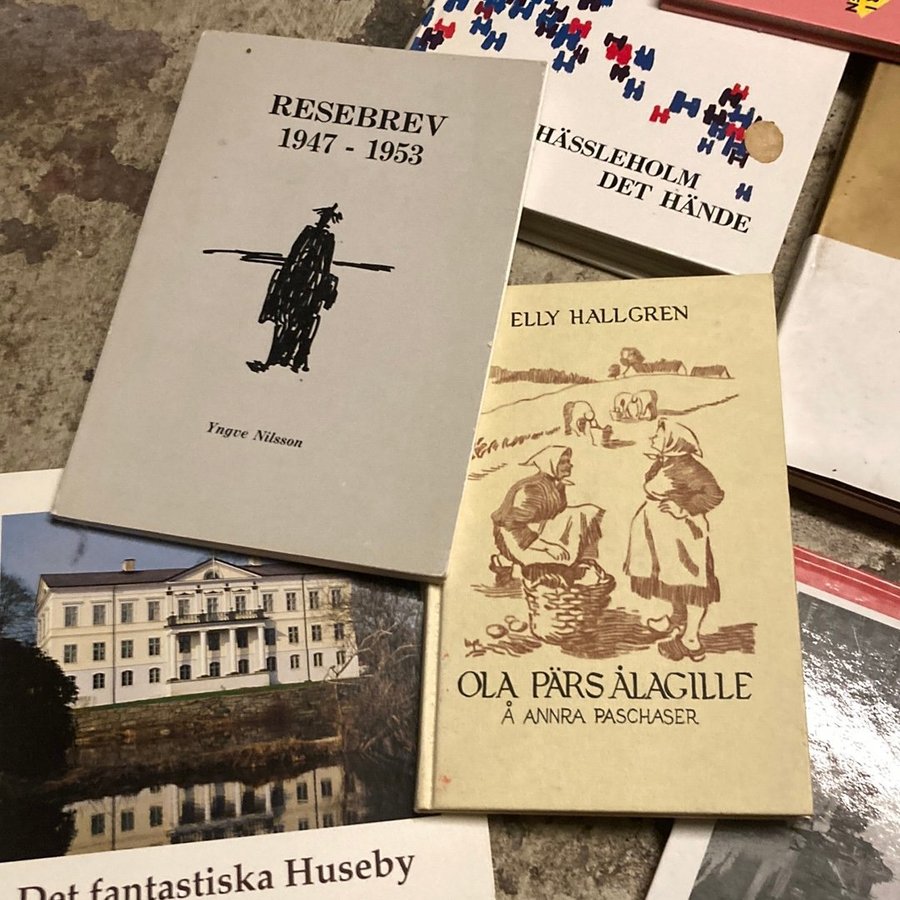 RESEBREV
1947 - 1953
Yngve Nilsson
HÄSSLEHOLM
DET HÄNDE
ELLY HALLGREN
OLA PÄRS ÅLAGILLE
Å ANNRA PASCHASER
Det fantastiska Huseby